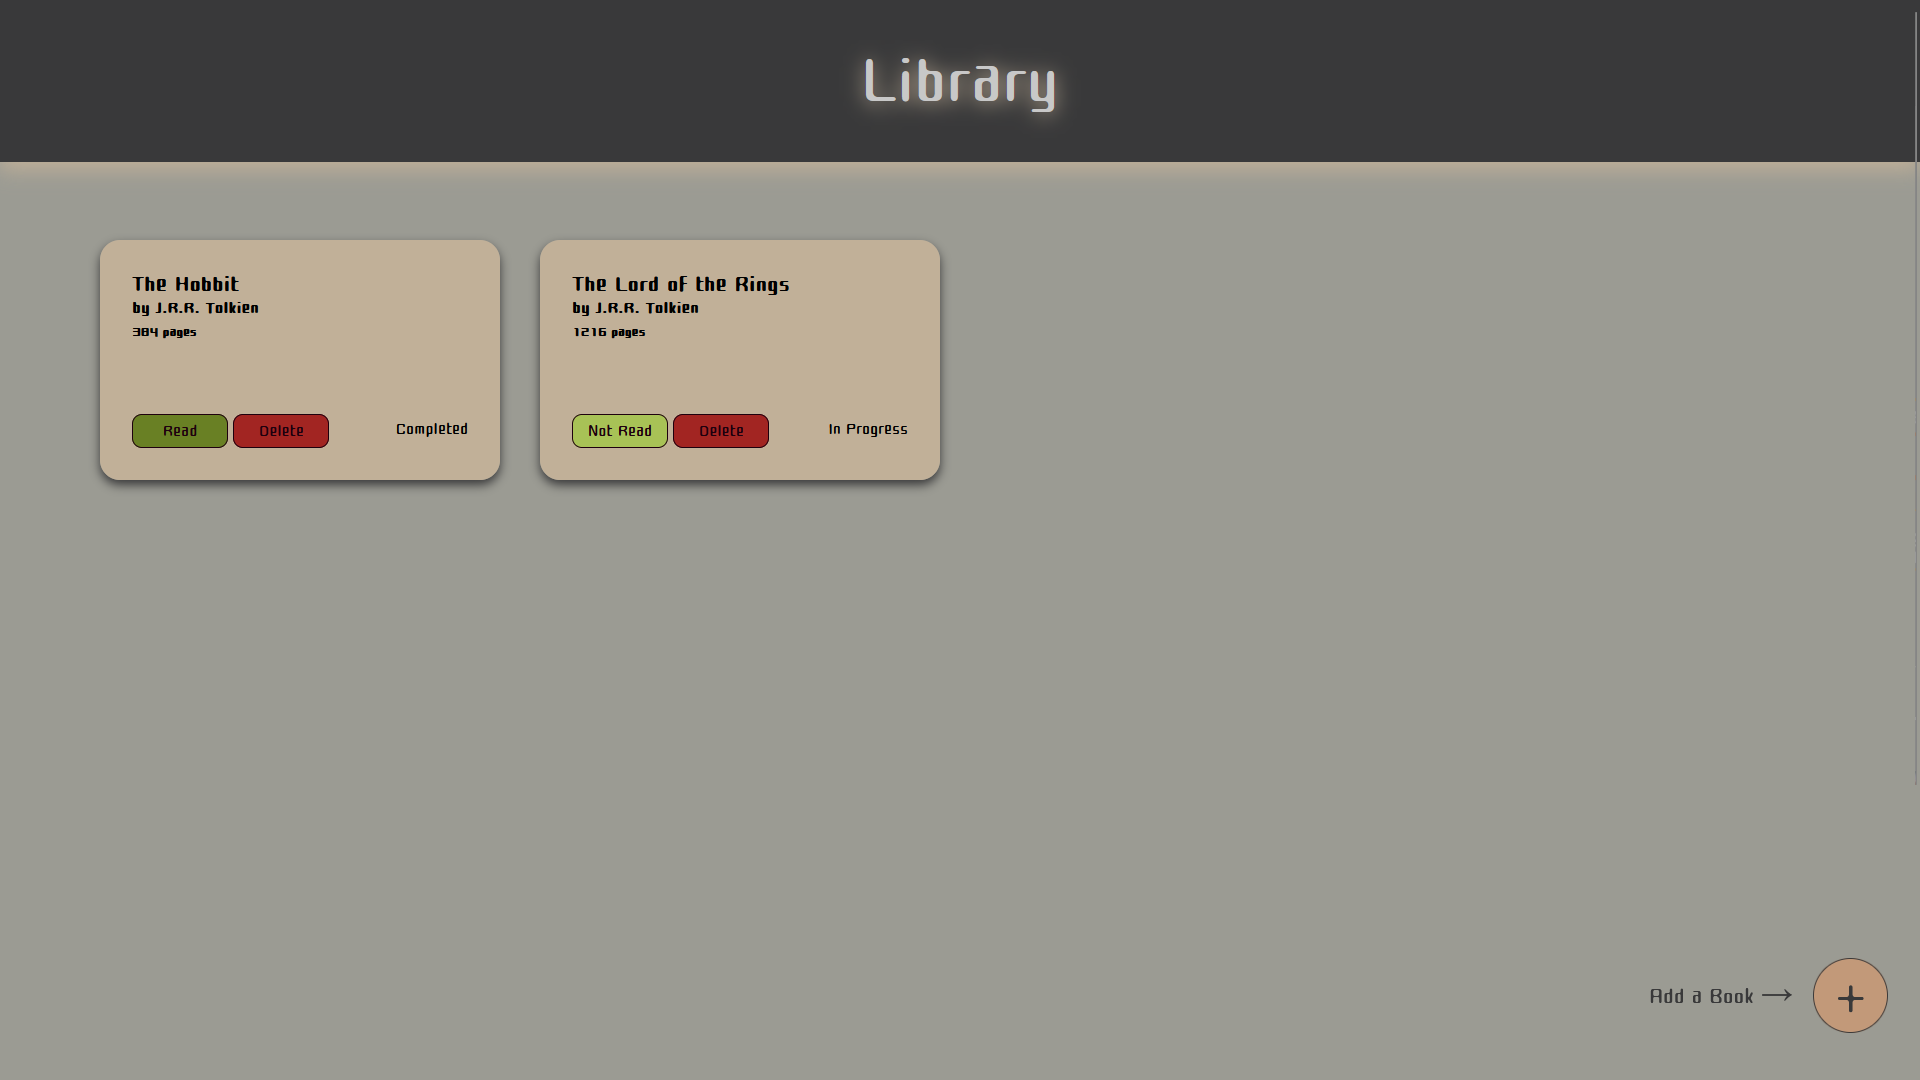 Library
The Hobbit
by J.R.R. Tolkien
384 pages
Read Delete Completed
The Lord of the Rings
by J.R.R. Tolkien
1216 pages
Not Read Delete In Progress
Add a Book → +